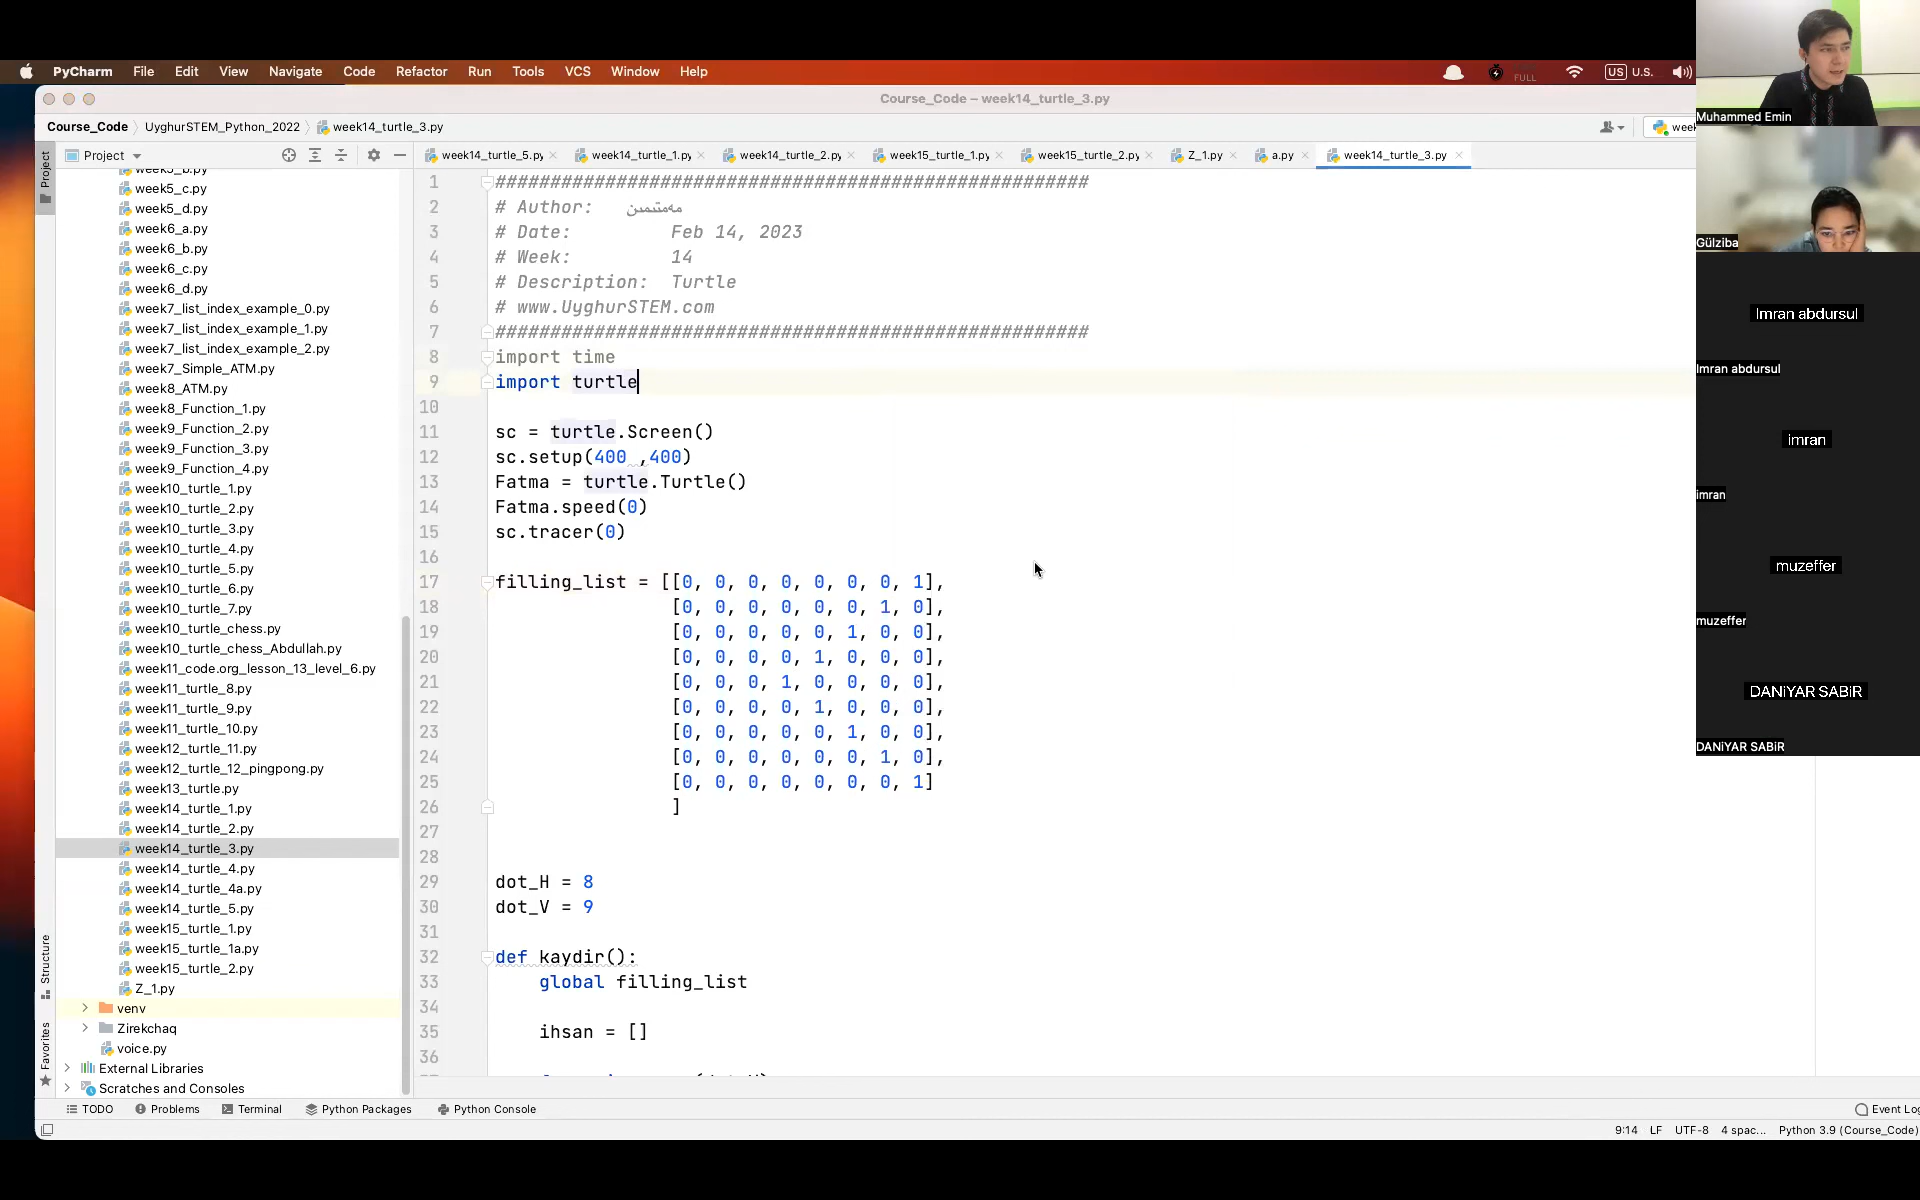 PyCharm File Edit View Navigate Code Refactor Run Tools VCS Window Help
FULL US U.S.
Course_Code – week14_turtle_3.py
Course_Code UyghurSTEM_Python_2022 week14_turtle_3.py
Project
week14_turtle_5.py week14_turtle_1.py week14_turtle_2.py week15_turtle_1.py week15_turtle_2.py Z_1.py a.py week14_turtle_3.py
Project
Structure
Favorites
week5_c.py
week5_d.py
week6_a.py
week6_b.py
week6_c.py
week6_d.py
week7_list_index_example_0.py
week7_list_index_example_1.py
week7_list_index_example_2.py
week7_Simple_ATM.py
week8_ATM.py
week8_Function_1.py
week9_Function_2.py
week9_Function_3.py
week9_Function_4.py
week10_turtle_1.py
week10_turtle_2.py
week10_turtle_3.py
week10_turtle_4.py
week10_turtle_5.py
week10_turtle_6.py
week10_turtle_7.py
week10_turtle_chess.py
week10_turtle_chess_Abdullah.py
week11_code.org_lesson_13_level_6.py
week11_turtle_8.py
week11_turtle_9.py
week11_turtle_10.py
week12_turtle_11.py
week12_turtle_12_pingpong.py
week13_turtle.py
week14_turtle_1.py
week14_turtle_2.py
week14_turtle_3.py
week14_turtle_4.py
week14_turtle_4a.py
week14_turtle_5.py
week15_turtle_1.py
week15_turtle_1a.py
week15_turtle_2.py
Z_1.py
venv
Zirekchaq
voice.py
External Libraries
Scratches and Consoles
1 ######################################################
2 # Author: مەمتىمىن
3 # Date: Feb 14, 2023
4 # Week: 14
5 # Description: Turtle
6 # www.UyghurSTEM.com
7 ######################################################
8 import time
9 import turtle
10
11 sc = turtle.Screen()
12 sc.setup(400 ,400)
13 Fatma = turtle.Turtle()
14 Fatma.speed(0)
15 sc.tracer(0)
16
17 filling_list = [[0, 0, 0, 0, 0, 0, 0, 1],
18 [0, 0, 0, 0, 0, 0, 1, 0],
19 [0, 0, 0, 0, 0, 1, 0, 0],
20 [0, 0, 0, 0, 1, 0, 0, 0],
21 [0, 0, 0, 1, 0, 0, 0, 0],
22 [0, 0, 0, 0, 1, 0, 0, 0],
23 [0, 0, 0, 0, 0, 1, 0, 0],
24 [0, 0, 0, 0, 0, 0, 1, 0],
25 [0, 0, 0, 0, 0, 0, 0, 1]
26 ]
27
28
29 dot_H = 8
30 dot_V = 9
31
32 def kaydir():
33 global filling_list
34
35 ihsan = []
36
Muhammed Emin
Gülziba
Imran abdursul
Imran abdursul
imran
imran
muzeffer
muzeffer
DANiYAR SABiR
DANiYAR SABiR
TODO Problems Terminal Python Packages Python Console Event Log
9:14 LF UTF-8 4 spac... Python 3.9 (Course_Code)